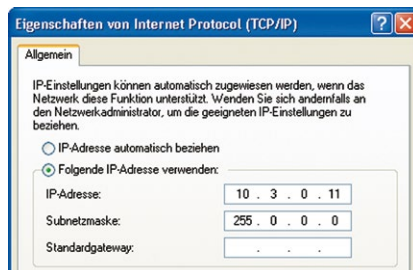 Eigenschaften von Internet Protocol (TCP/IP)
Allgemein
IP-Einstellungen können automatisch zugewiesen werden, wenn das
Netzwerk diese Funktion unterstützt. Wenden Sie sich andernfalls an
den Netzwerkadministrator, um die geeigneten IP-Einstellungen zu
beziehen.
IP-Adresse automatisch beziehen
Folgende IP-Adresse verwenden:
IP-Adresse: 10 . 3 . 0 . 11
Subnetzmaske: 255 . 0 . 0 . 0
Standardgateway: . . .